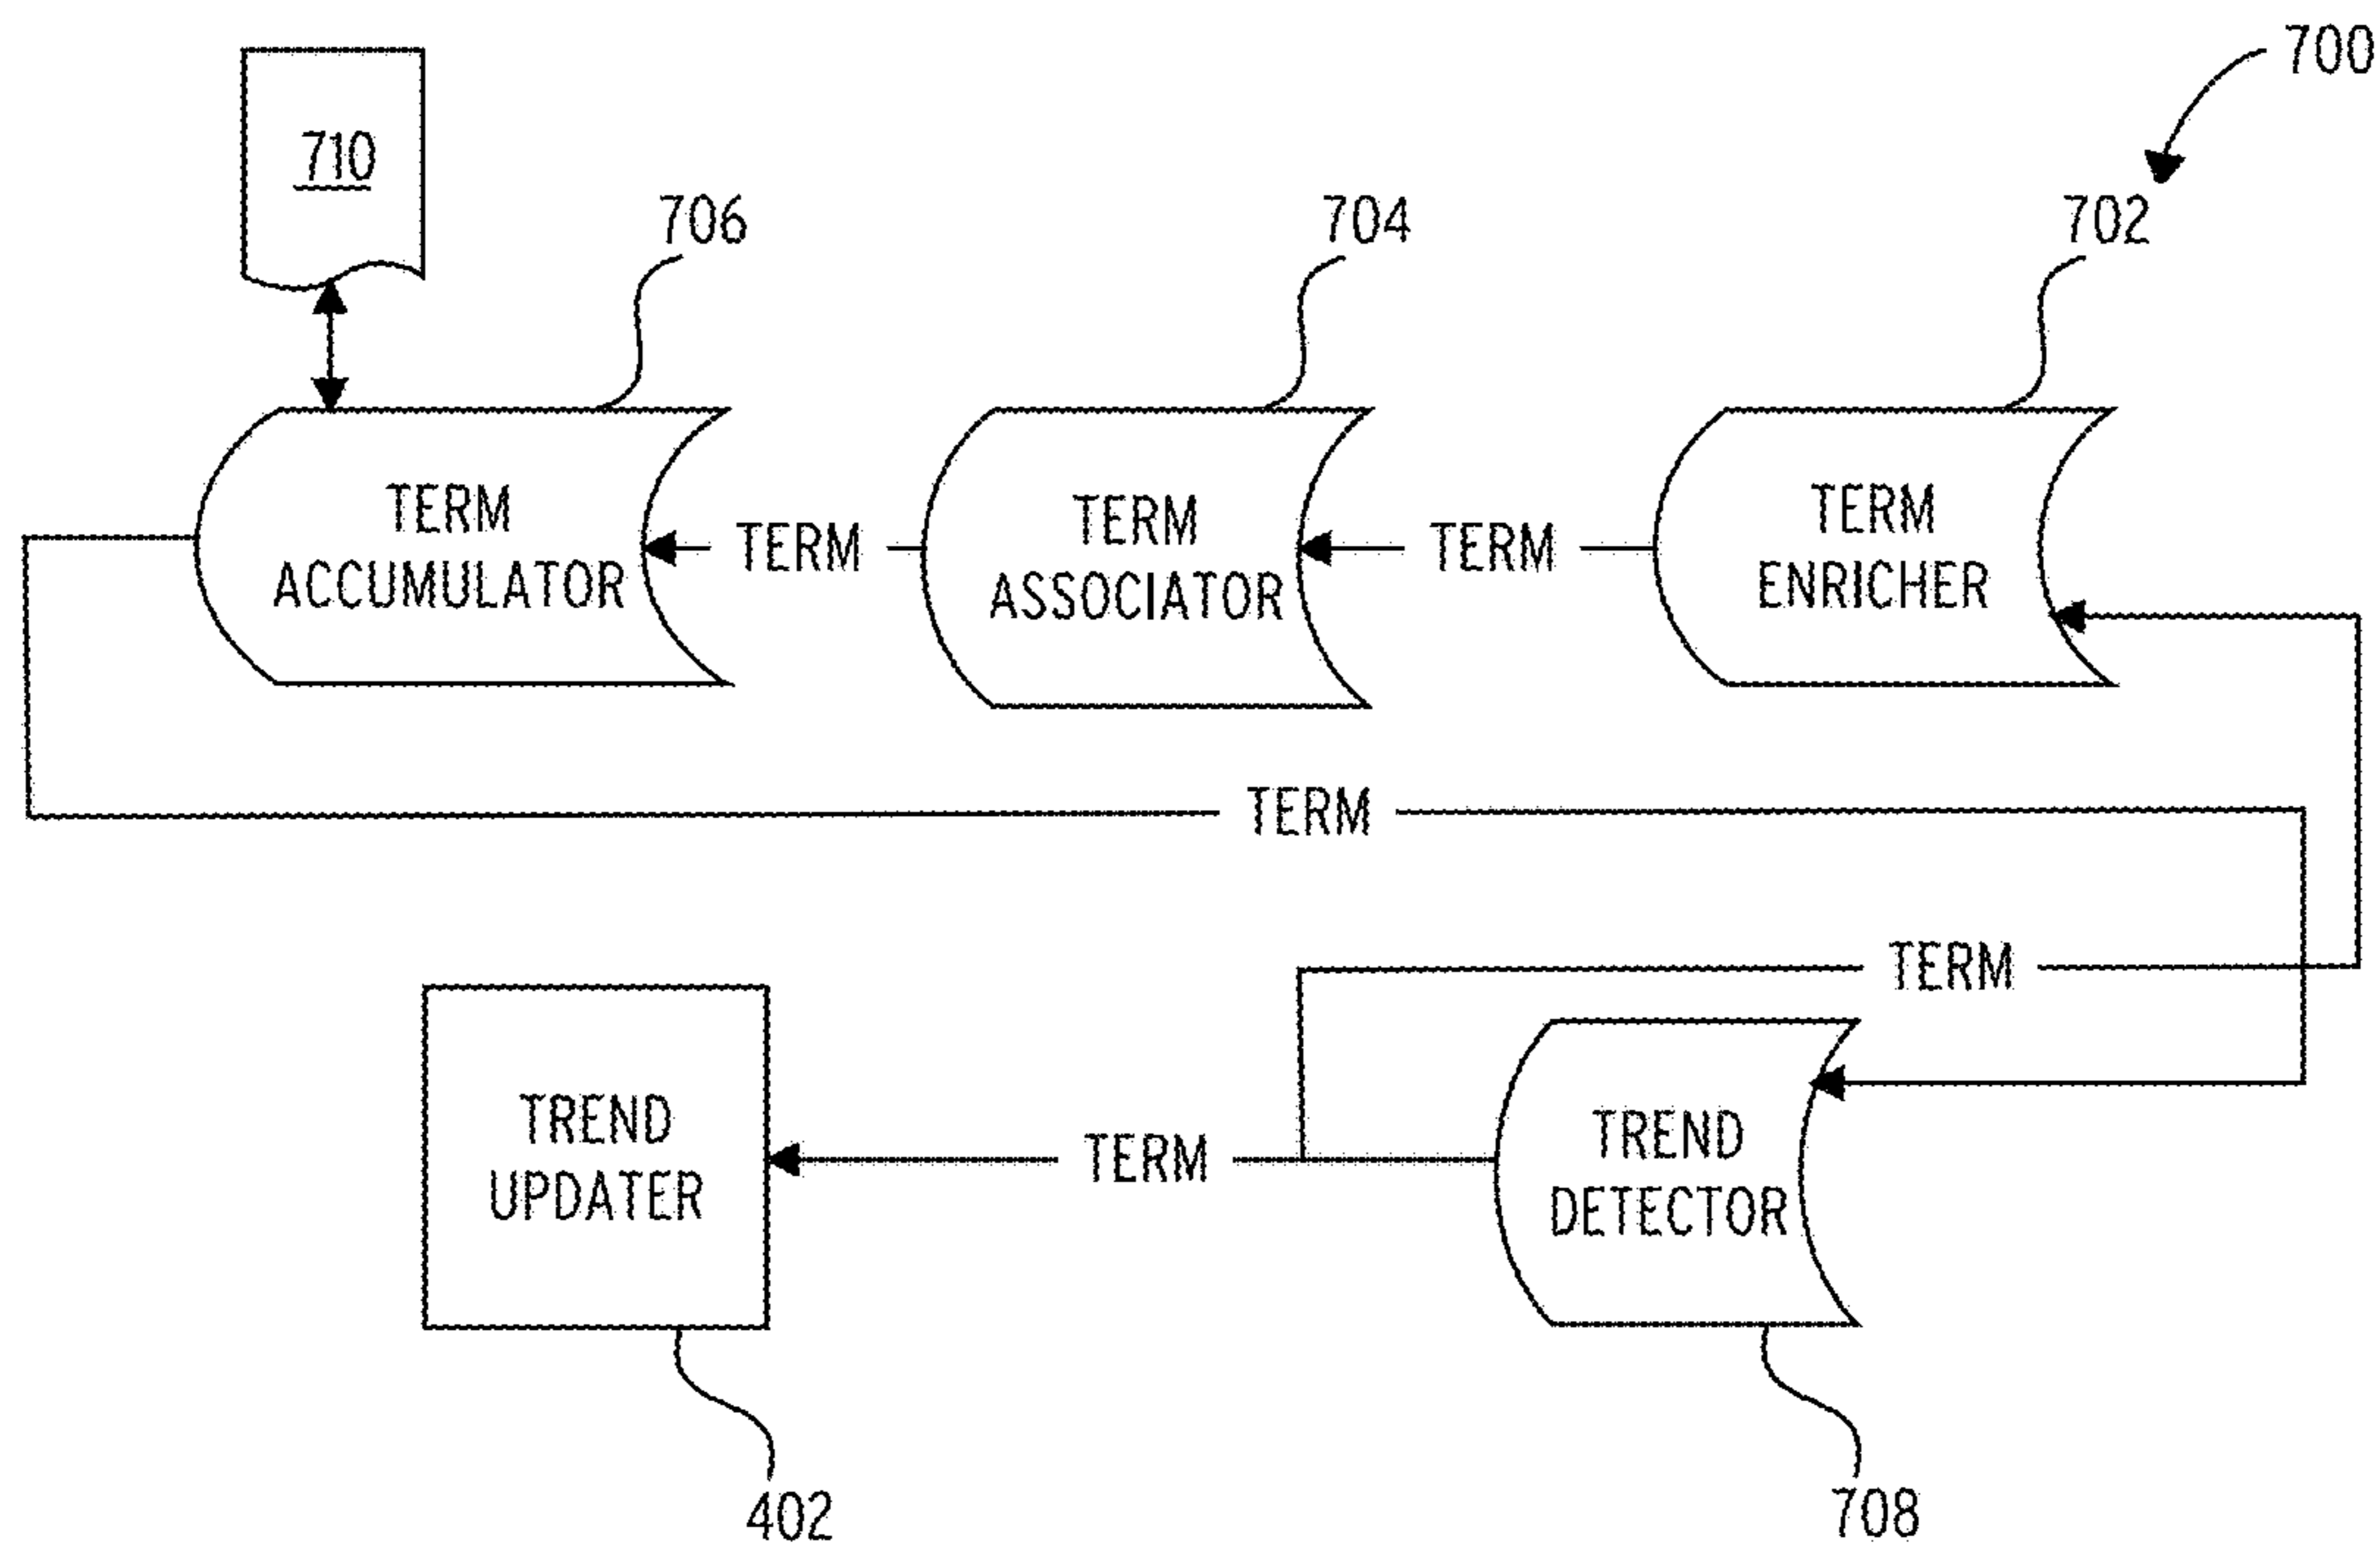 700
710
706
704
702
TERM
ACCUMULATOR
TERM
TERM
ASSOCIATOR
TERM
TERM
ENRICHER
TERM
TERM
TREND
UPDATER
TERM
TREND
DETECTOR
402
708